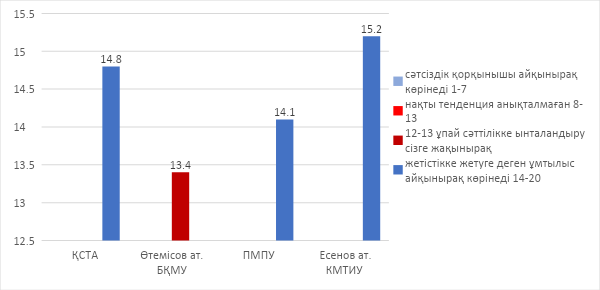 15.5
15
14.5
14
13.5
13
12.5
14.8
13.4
14.1
15.2
ҚСТА
Өтемісов ат.
БҚМУ
ПМПУ
Есенов ат.
КМТИУ
сәтсіздік қорқынышы айқынырақ
көрінеді 1-7
нақты тенденция анықталмаған 8-
13
12-13 ұпай сәттілікке ынталандыру
сізге жақынырақ
жетістікке жетуге деген ұмтылыс
айқынырақ көрінеді 14-20